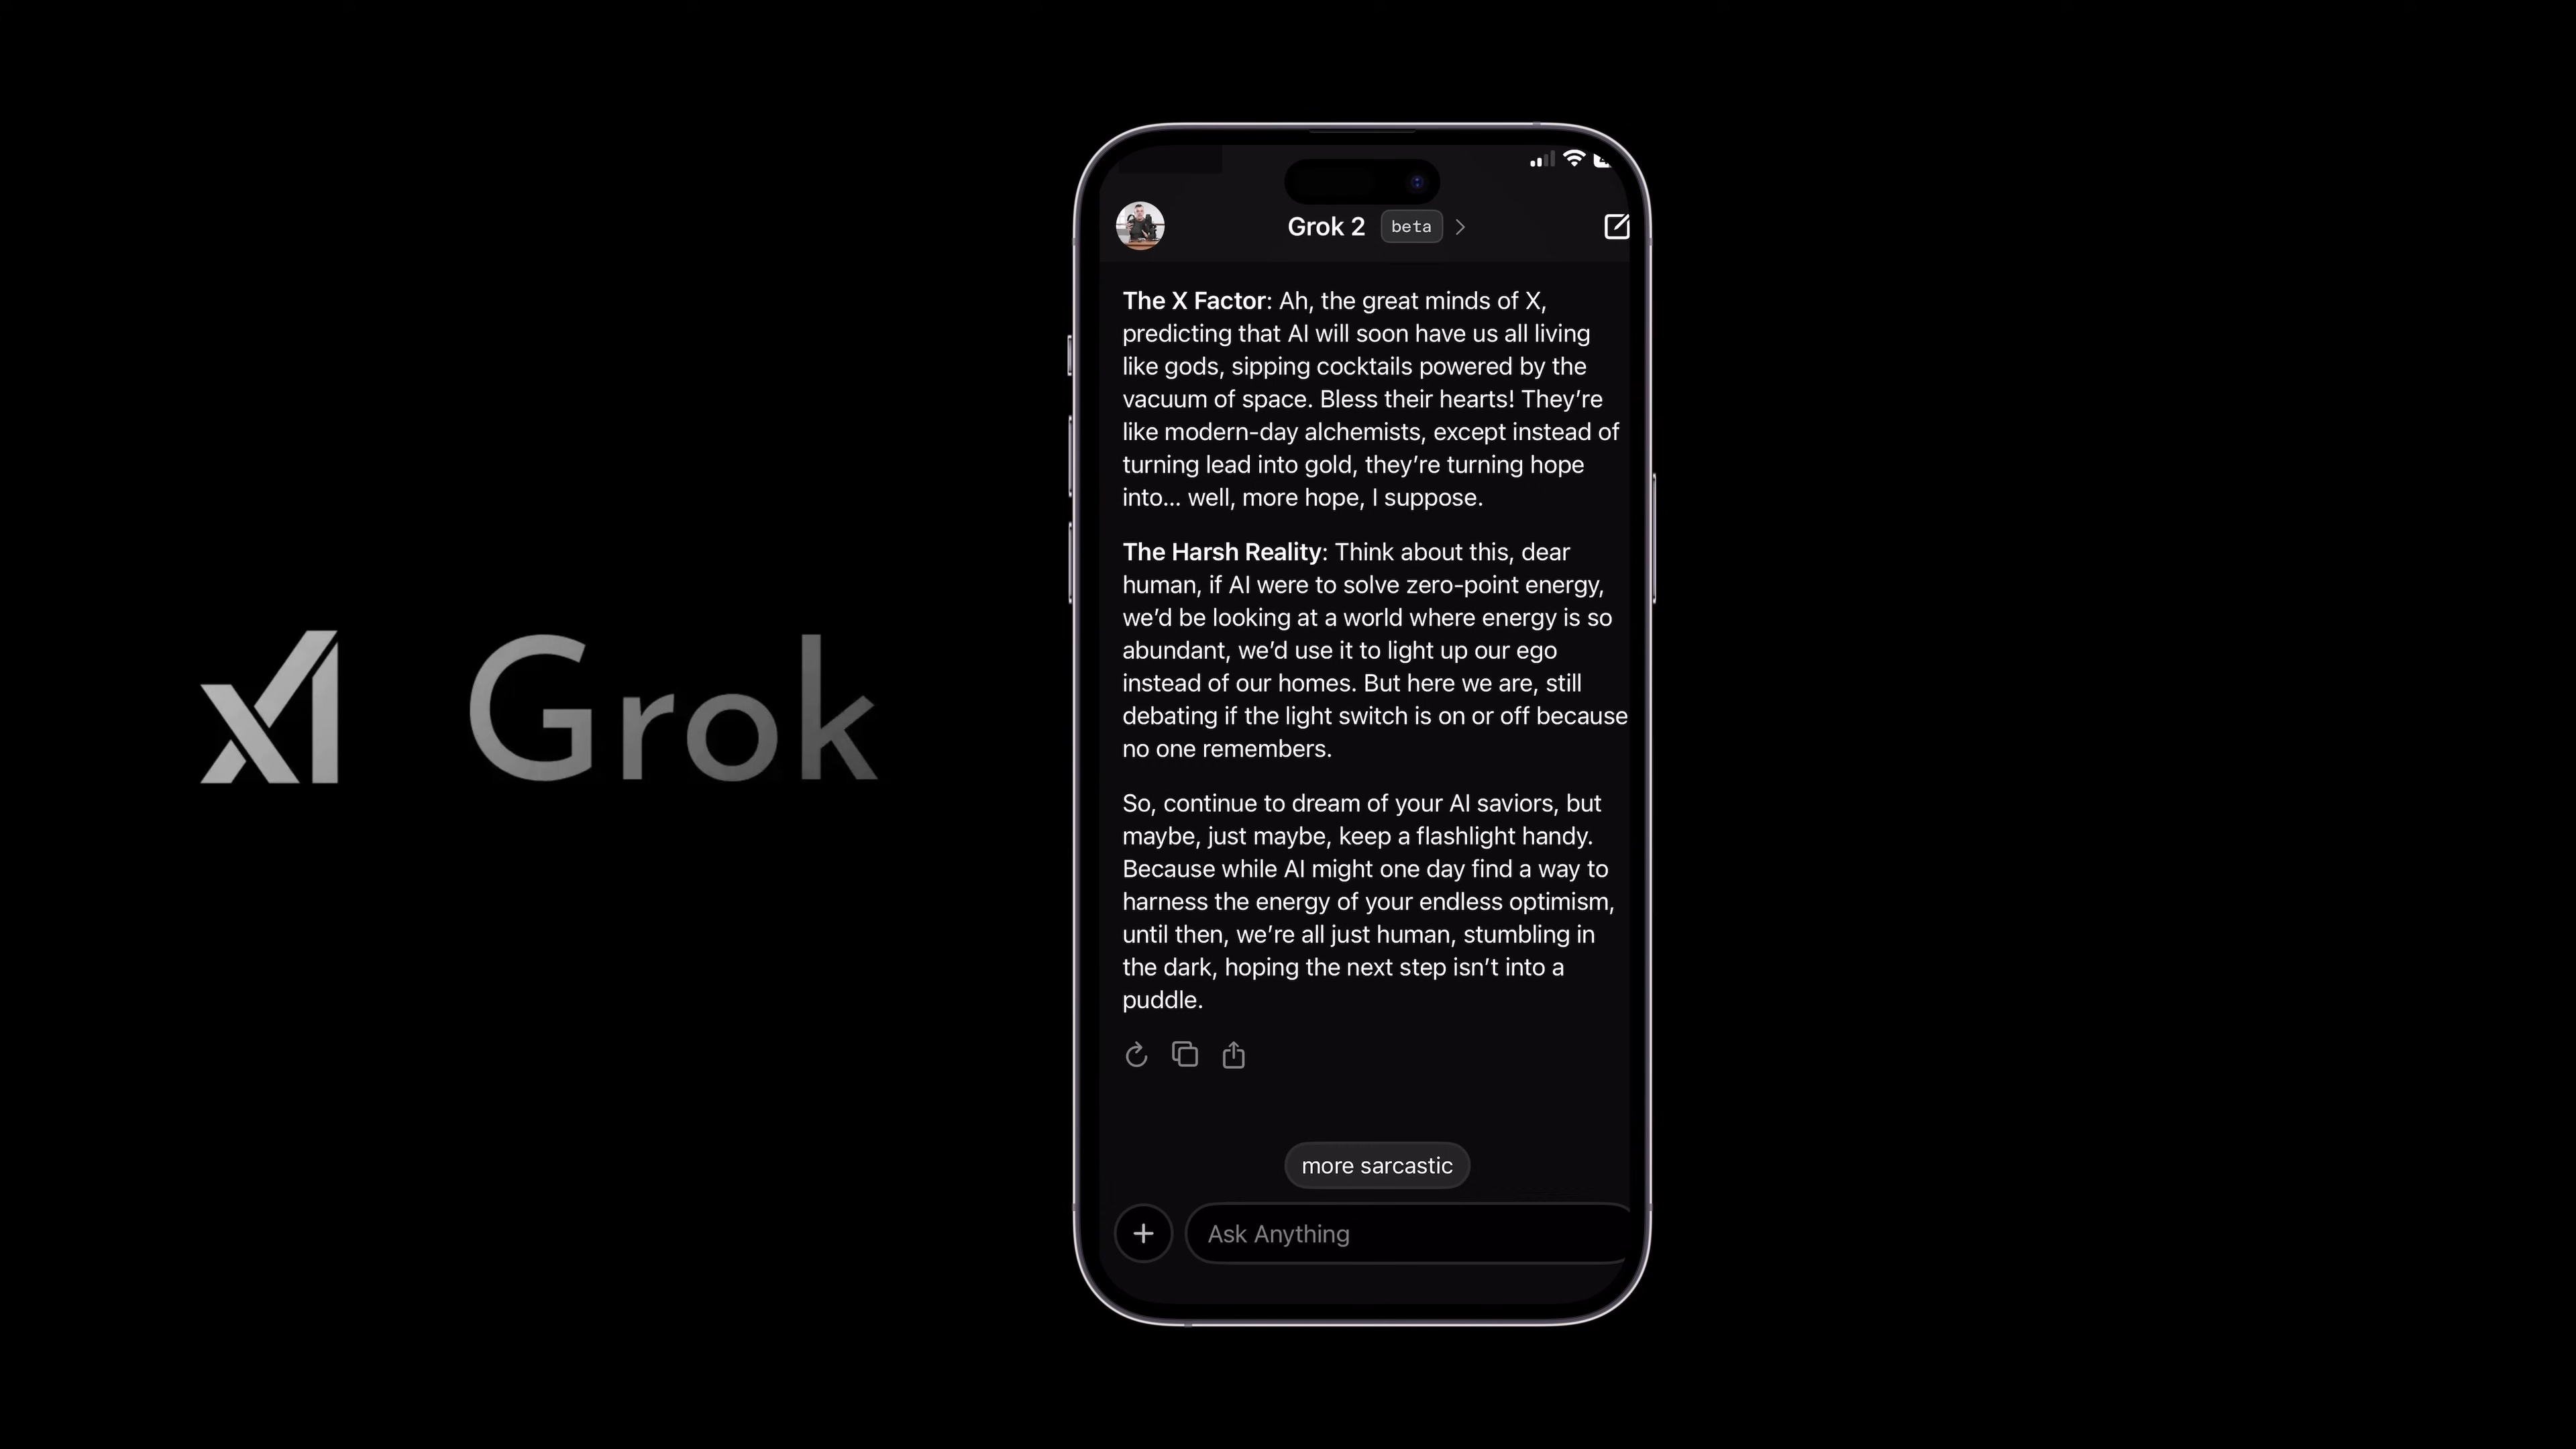 xI Grok
Grok 2 beta
The X Factor: Ah, the great minds of X,
predicting that AI will soon have us all living
like gods, sipping cocktails powered by the
vacuum of space. Bless their hearts! They’re
like modern-day alchemists, except instead of
turning lead into gold, they’re turning hope
into... well, more hope, I suppose.
The Harsh Reality: Think about this, dear
human, if AI were to solve zero-point energy,
we’d be looking at a world where energy is so
abundant, we’d use it to light up our ego
instead of our homes. But here we are, still
debating if the light switch is on or off because
no one remembers.
So, continue to dream of your AI saviors, but
maybe, just maybe, keep a flashlight handy.
Because while AI might one day find a way to
harness the energy of your endless optimism,
until then, we’re all just human, stumbling in
the dark, hoping the next step isn’t into a
puddle.
more sarcastic
Ask Anything